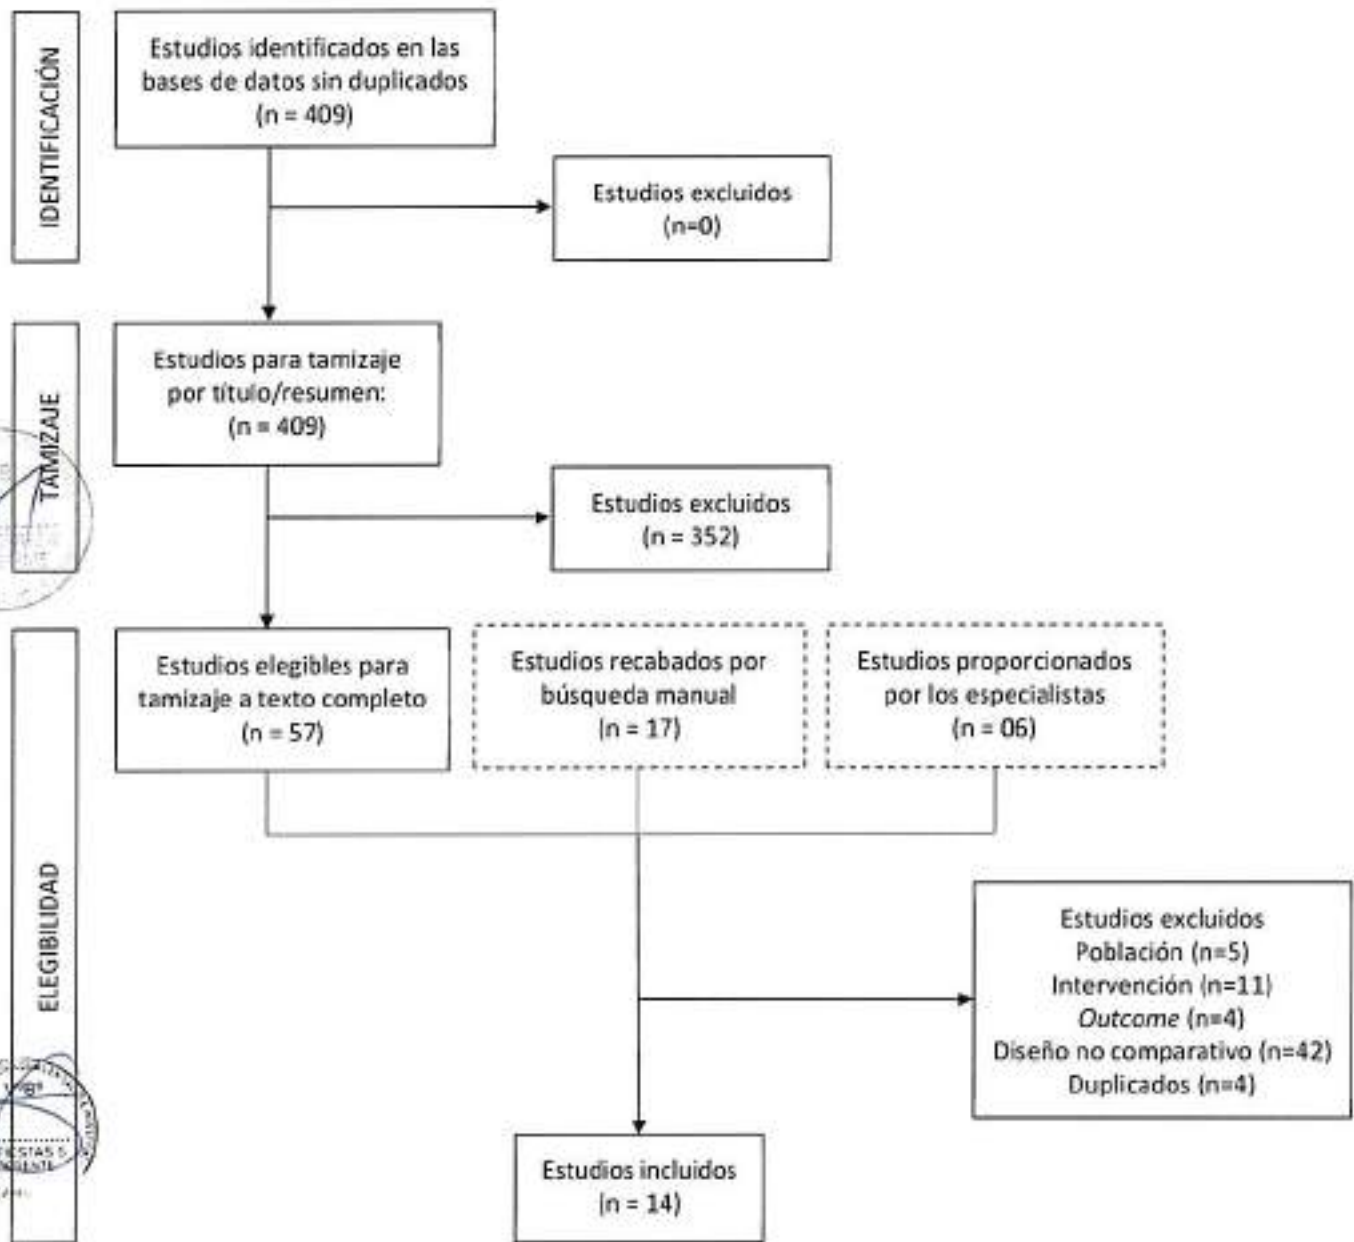 IDENTIFICACIÓN
Estudios identificados en las
bases de datos sin duplicados
(n = 409)
Estudios excluidos
(n=0)
TAMIZAJE
Estudios para tamizaje
por título/resumen:
(n = 409)
Estudios excluidos
(n = 352)
ELEGIBILIDAD
Estudios elegibles para
tamizaje a texto completo
(n = 57)
Estudios recabados por
búsqueda manual
(n = 17)
Estudios proporcionados
por los especialistas
(n = 06)
Estudios excluidos
Población (n=5)
Intervención (n=11)
Outcome (n=4)
Diseño no comparativo (n=42)
Duplicados (n=4)
Estudios incluidos
(n = 14)